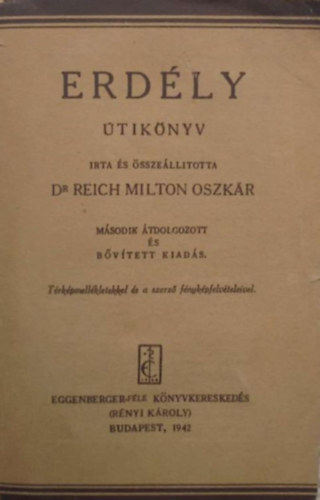 ERDÉLY
ÚTIKÖNYV
IRTA ÉS ÖSSZEÁLLITOTTA
DR REICH MILTON OSZKÁR
MÁSODIK ÁTDOLGOZOTT
ÉS
BŐVÍTETT KIADÁS.
Térképmellékletekkel és a szerző fényképfelvételeivel.
EGGENBERGER-FÉLE KÖNYVKERESKEDÉS
(RÉNYI KÁROLY)
BUDAPEST, 1942